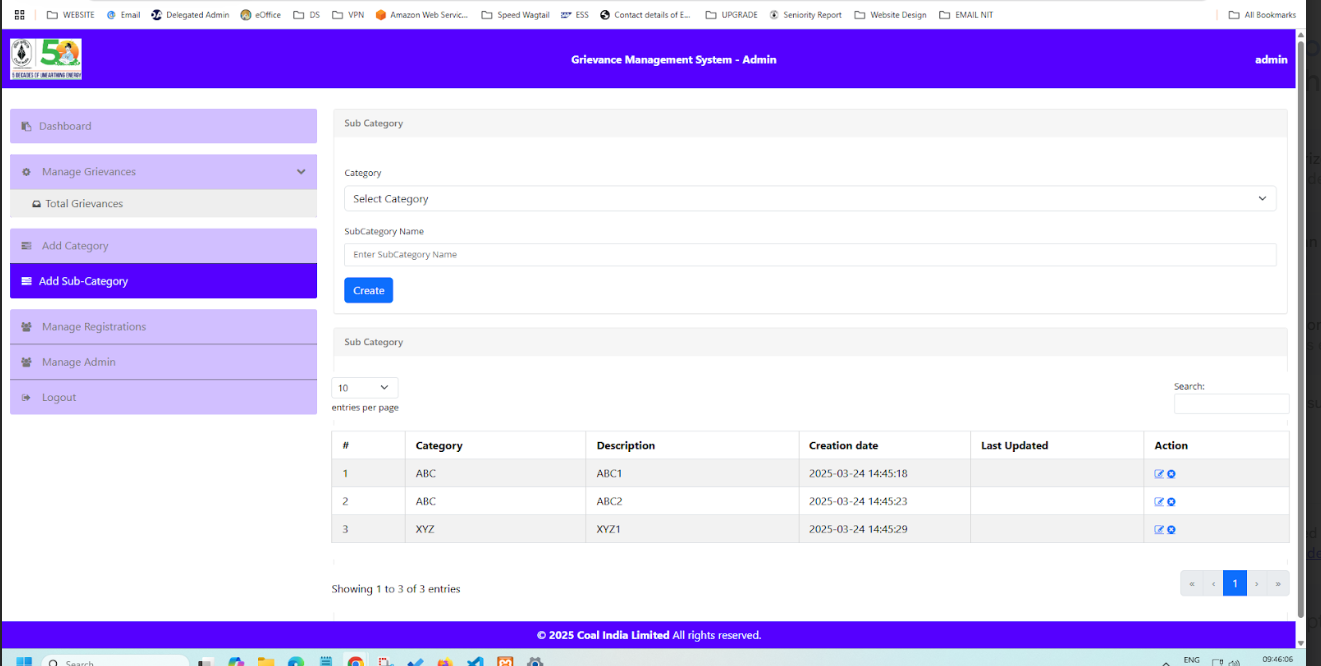 WEBSITE Email Delegated Admin eOffice DS VPN Amazon Web Servic... Speed Wagtail ESS Contact details of E... UPGRADE Seniority Report Website Design EMAIL NIT All Bookmarks
50
5 DECADES OF UNEARTHING ENERGY
Grievance Management System - Admin
admin
Dashboard
Manage Grievances
Total Grievances
Add Category
Add Sub-Category
Manage Registrations
Manage Admin
Logout
Sub Category
Category
Select Category
SubCategory Name
Enter SubCategory Name
Create
Sub Category
10
entries per page
Search:
# Category Description Creation date Last Updated Action
1 ABC ABC1 2025-03-24 14:45:18
2 ABC ABC2 2025-03-24 14:45:23
3 XYZ XYZ1 2025-03-24 14:45:29
Showing 1 to 3 of 3 entries
« ‹ 1 › »
© 2025 Coal India Limited All rights reserved.
Search
ENG
09:46:06